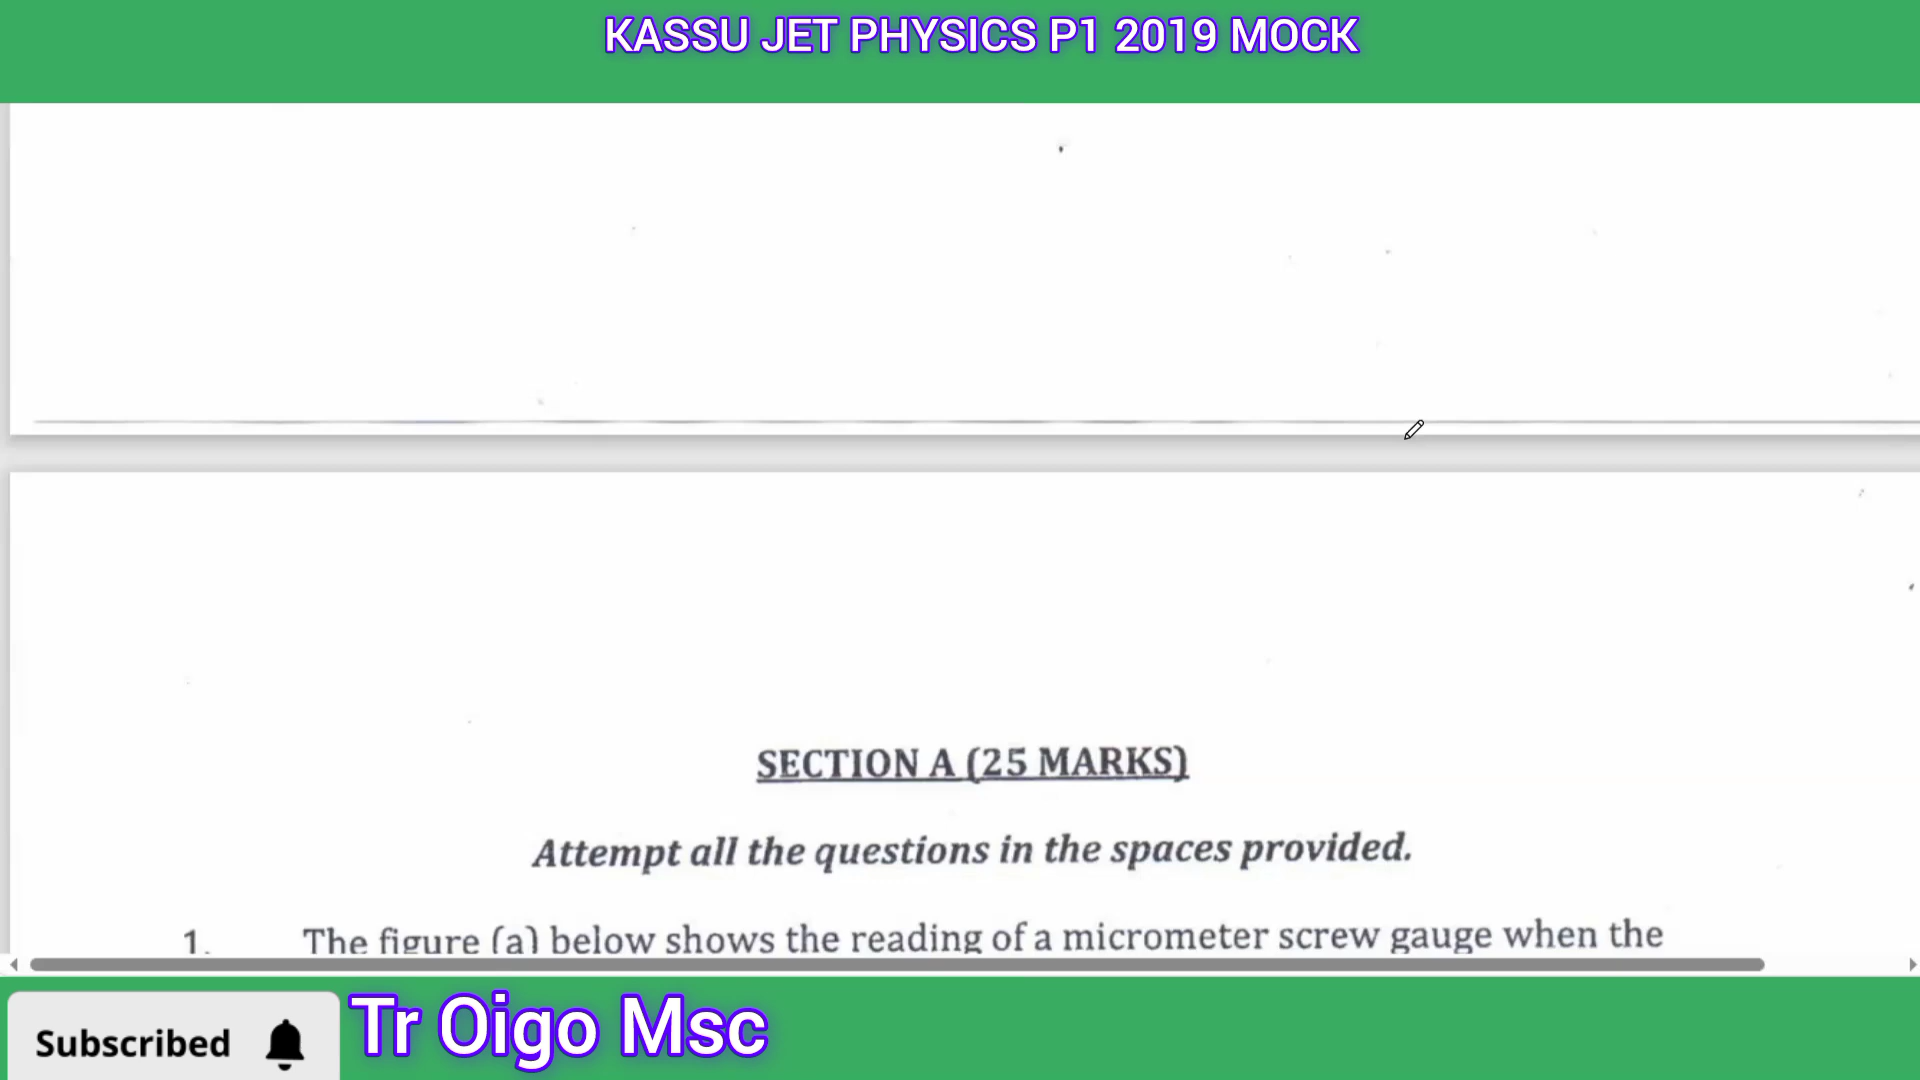 KASSU JET PHYSICS P1 2019 MOCK
SECTION A (25 MARKS)
Attempt all the questions in the spaces provided.
1. The figure (a) below shows the reading of a micrometer screw gauge when the
Subscribed
Tr Oigo Msc